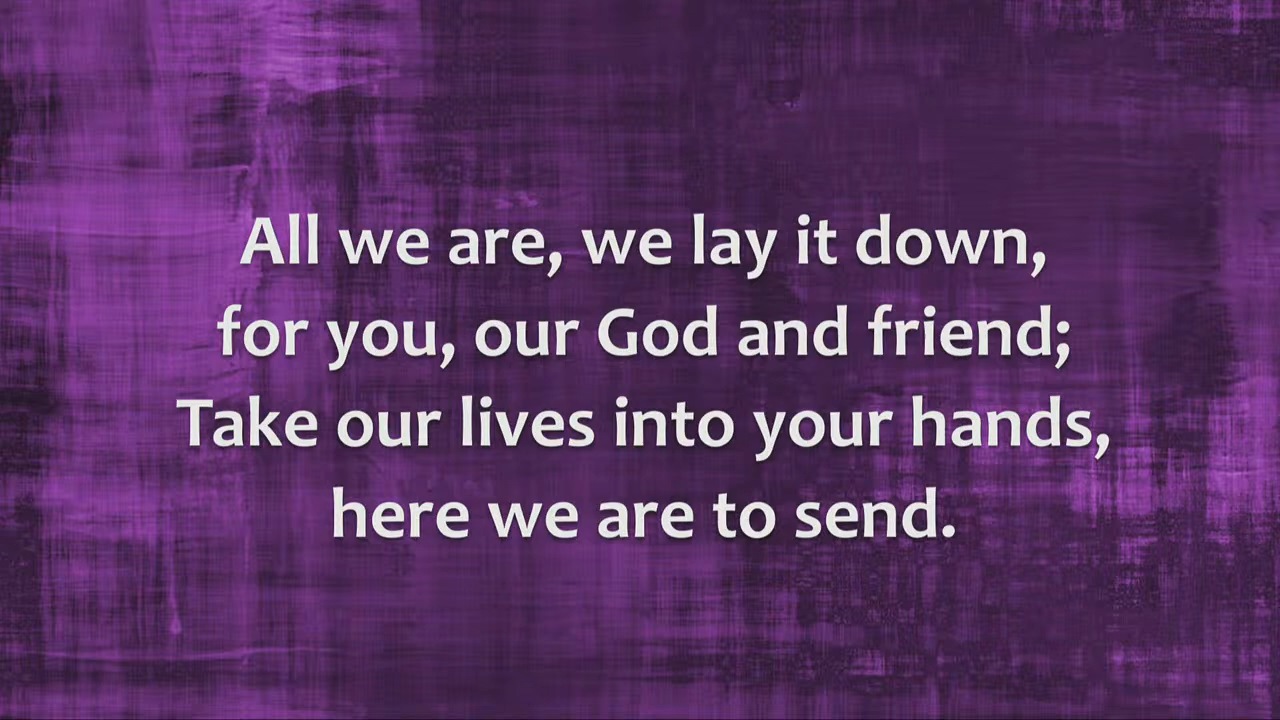 All we are, we lay it down,
for you, our God and friend;
Take our lives into your hands,
here we are to send.